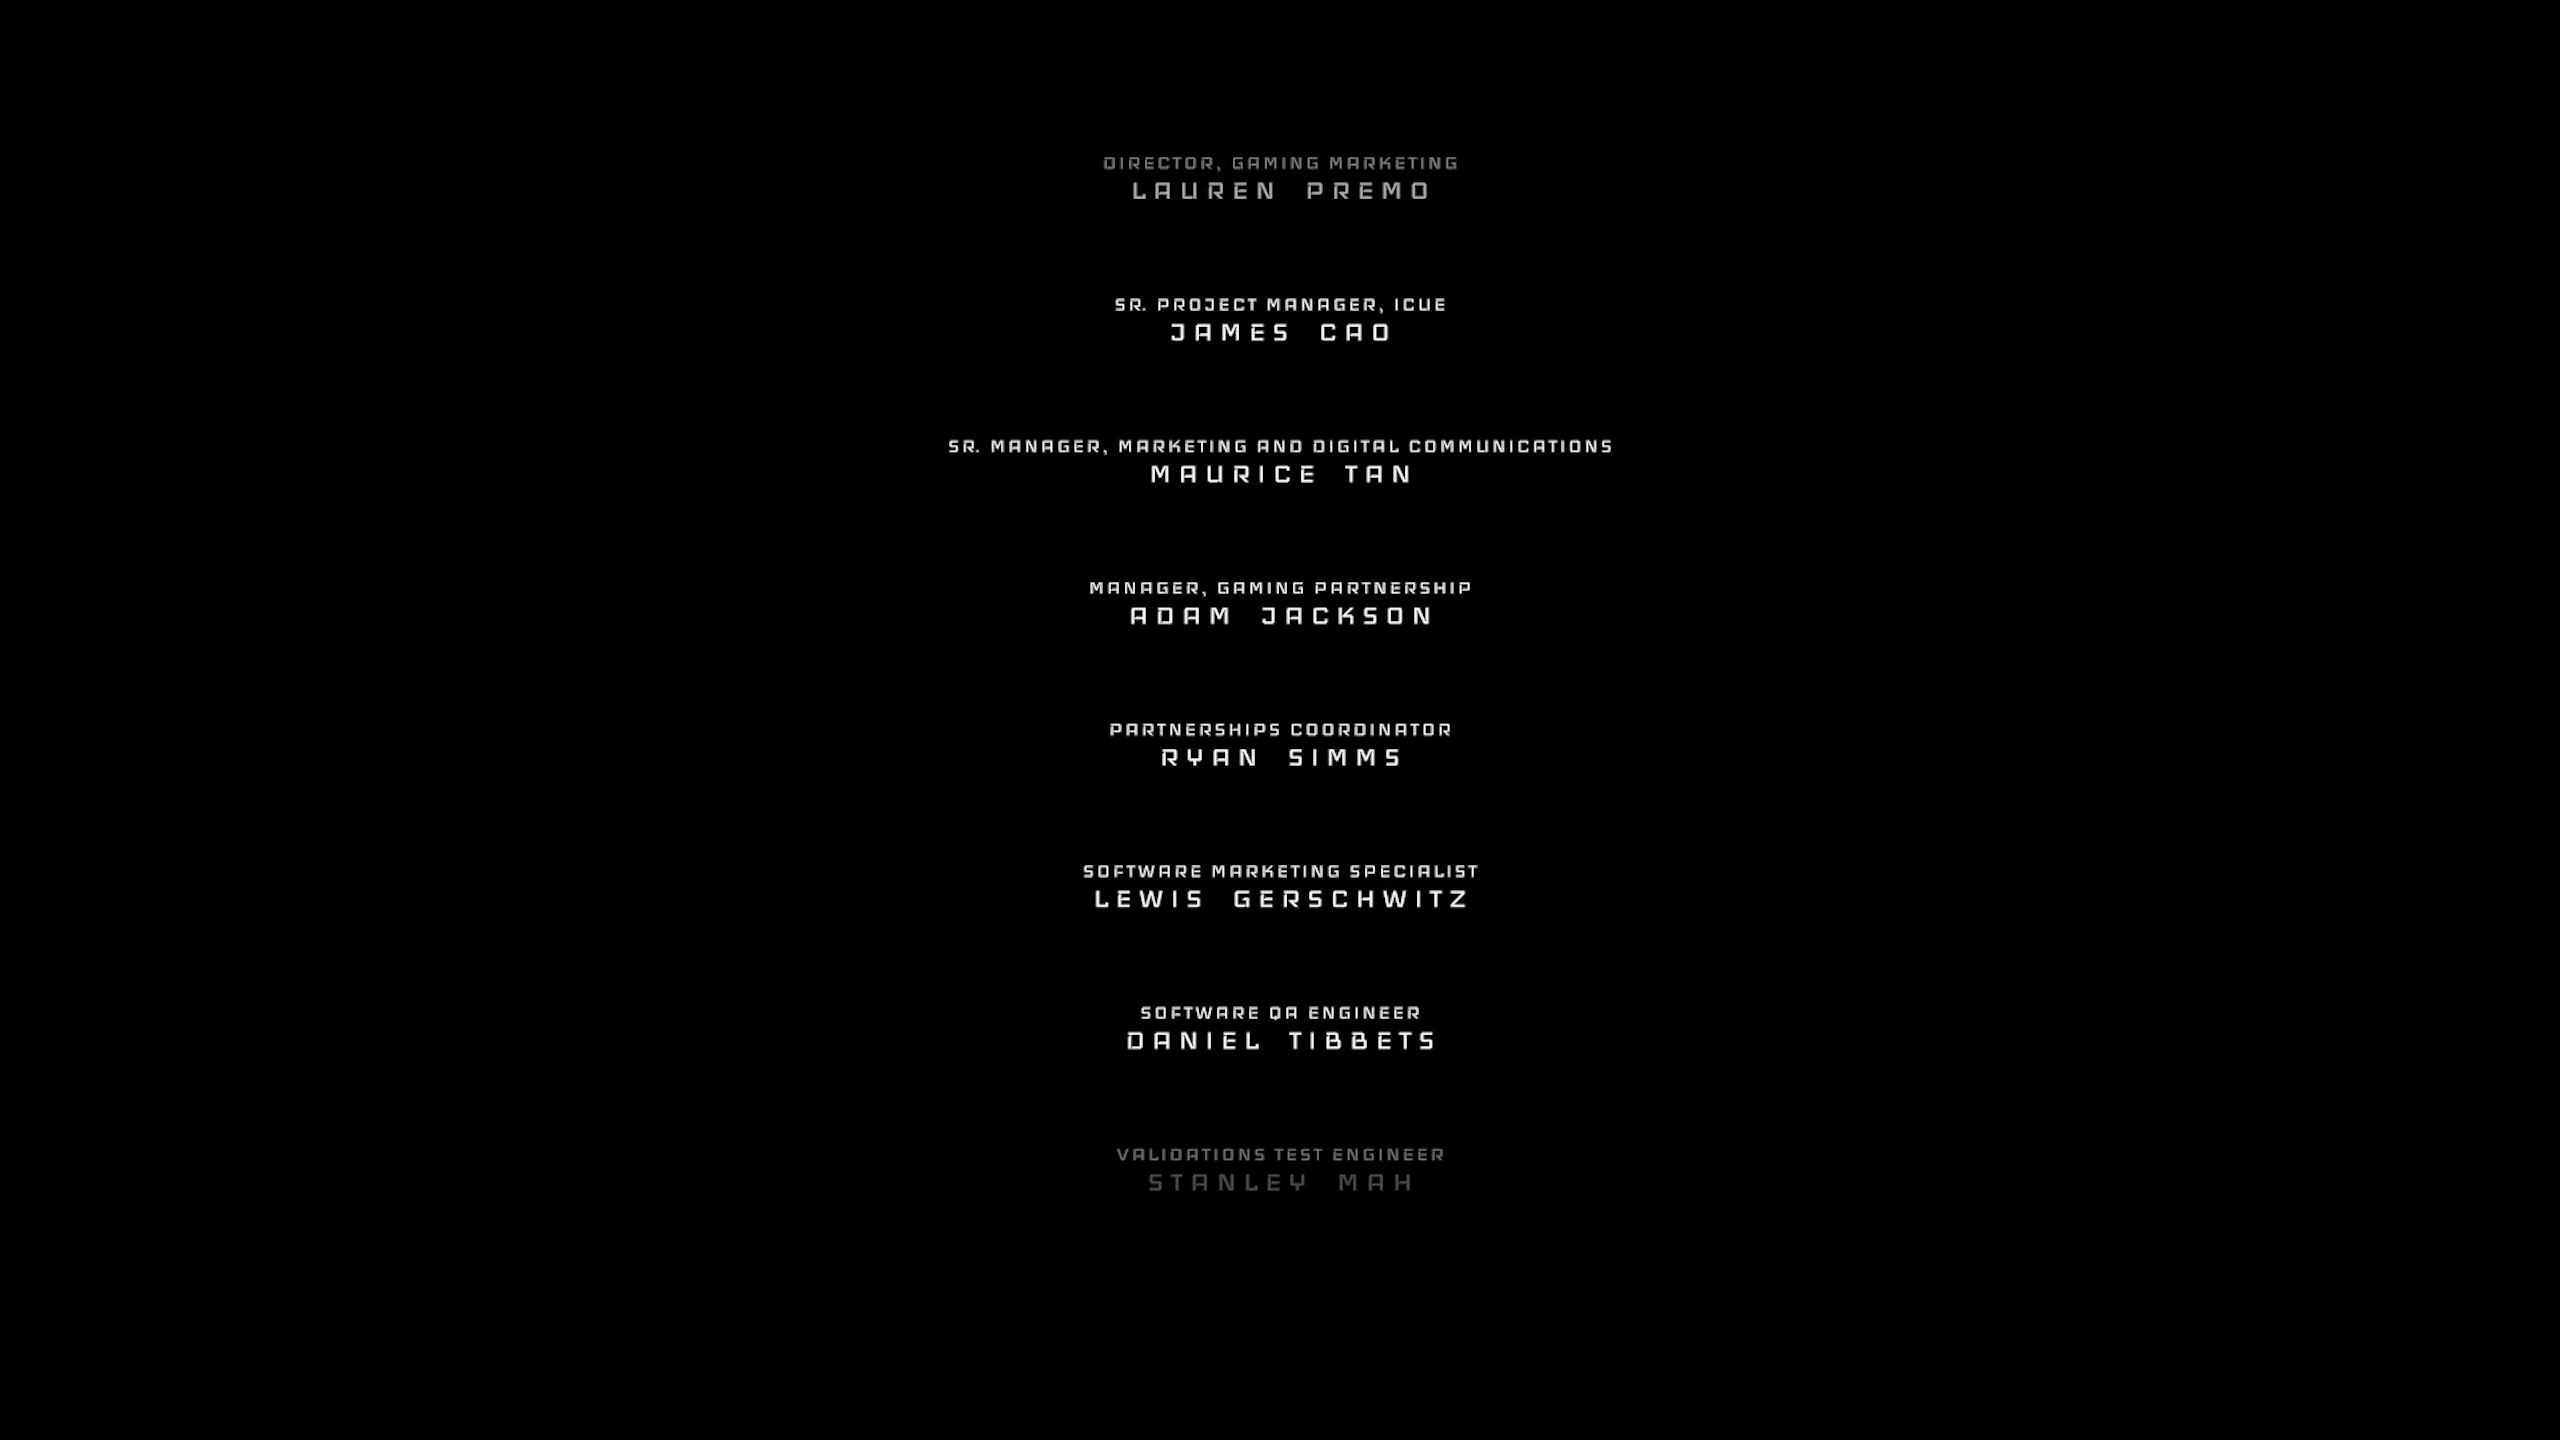 DIRECTOR, GAMING MARKETING
LAUREN PREMO
SR. PROJECT MANAGER, ICUE
JAMES CAO
SR. MANAGER, MARKETING AND DIGITAL COMMUNICATIONS
MAURICE TAN
MANAGER, GAMING PARTNERSHIP
ADAM JACKSON
PARTNERSHIPS COORDINATOR
RYAN SIMMS
SOFTWARE MARKETING SPECIALIST
LEWIS GERSCHWITZ
SOFTWARE QA ENGINEER
DANIEL TIBBETS
VALIDATIONS TEST ENGINEER
STANLEY MAH